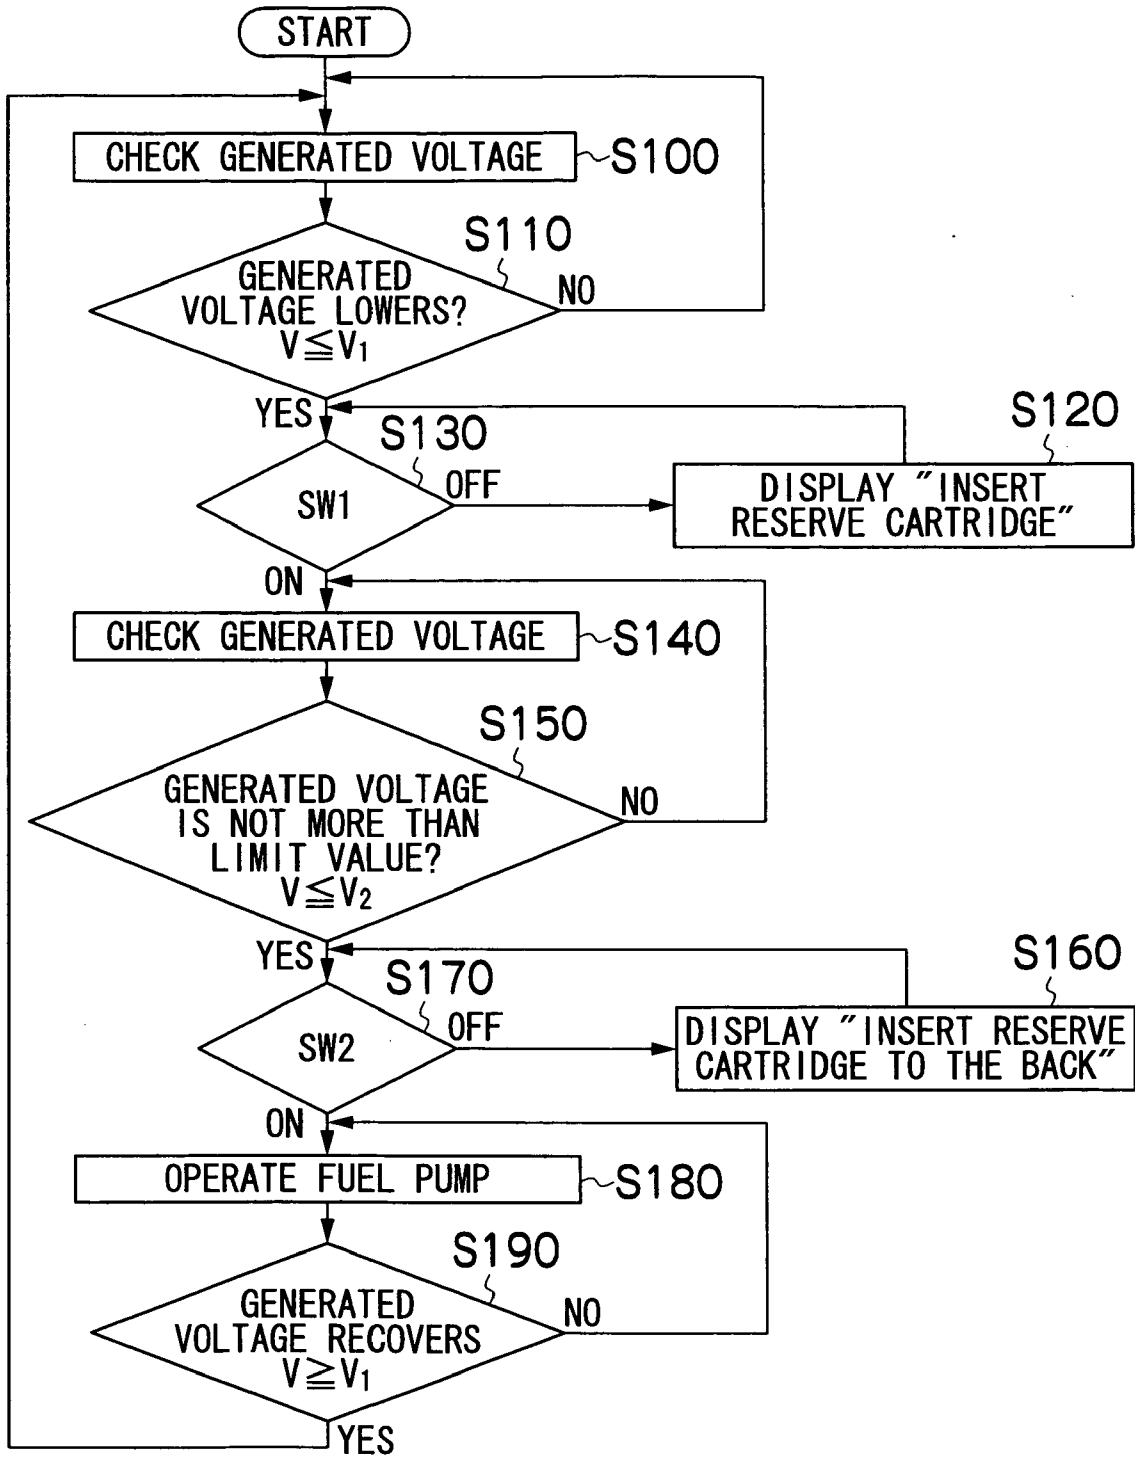 START
CHECK GENERATED VOLTAGE
S100
S110
GENERATED
VOLTAGE LOWERS?
V≦V₁
NO
YES
S120
S130
SW1
OFF
DISPLAY "INSERT
RESERVE CARTRIDGE"
ON
CHECK GENERATED VOLTAGE
S140
S150
GENERATED VOLTAGE
IS NOT MORE THAN
LIMIT VALUE?
V≦V₂
NO
YES
S160
S170
SW2
OFF
DISPLAY "INSERT RESERVE
CARTRIDGE TO THE BACK"
ON
OPERATE FUEL PUMP
S180
S190
GENERATED
VOLTAGE RECOVERS
V≧V₁
NO
YES